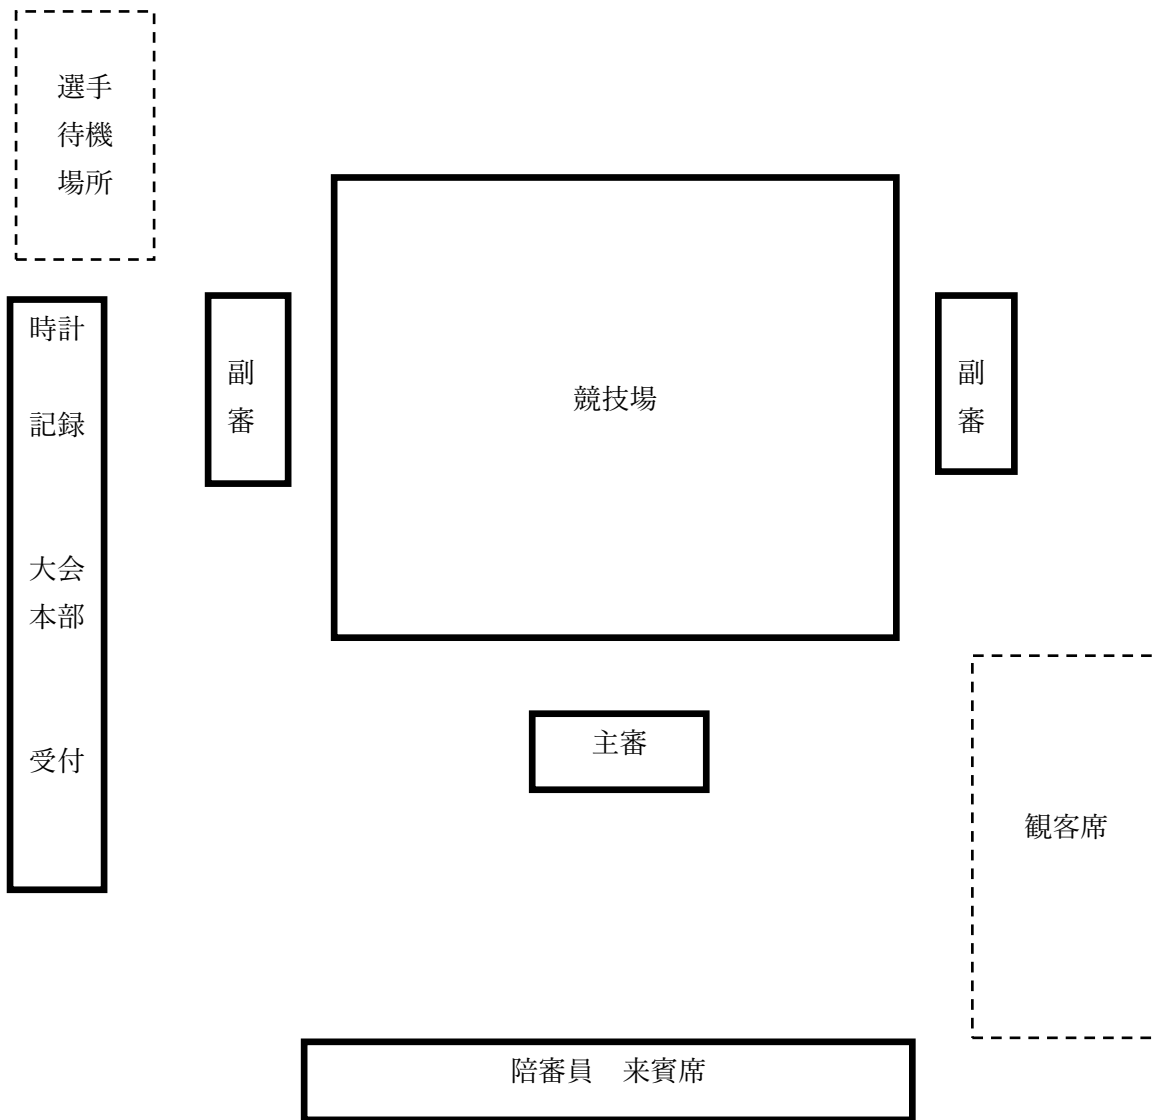 選手
待機
場所
時計
記録
大会
本部
受付
副
審
競技場
副
審
主審
観客席
陪審員　来賓席